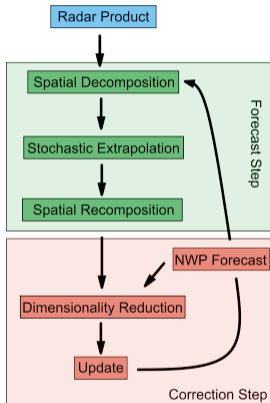 Radar Product
Spatial Decomposition
Stochastic Extrapolation
Spatial Recomposition
Forecast Step
NWP Forecast
Dimensionality Reduction
Update
Correction Step